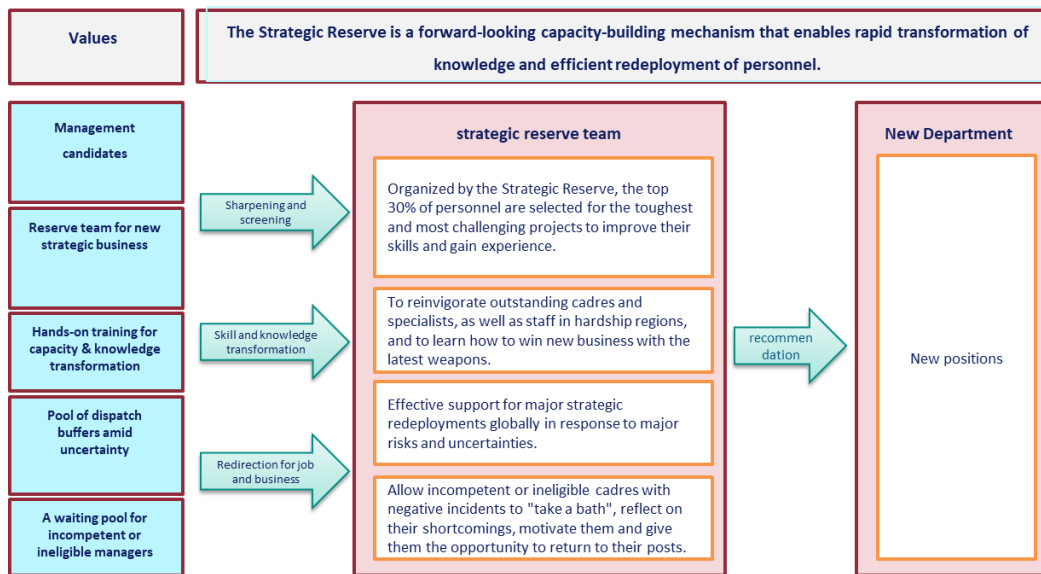 Values
The Strategic Reserve is a forward-looking capacity-building mechanism that enables rapid transformation of
knowledge and efficient redeployment of personnel.
Management
candidates
Reserve team for new
strategic business
Hands-on training for
capacity & knowledge
transformation
Pool of dispatch
buffers amid
uncertainty
A waiting pool for
incompetent or
ineligible managers
Sharpening and
screening
Skill and knowledge
transformation
Redirection for job
and business
strategic reserve team
Organized by the Strategic Reserve, the top
30% of personnel are selected for the toughest
and most challenging projects to improve their
skills and gain experience.
To reinvigorate outstanding cadres and
specialists, as well as staff in hardship regions,
and to learn how to win new business with the
latest weapons.
Effective support for major strategic
redeployments globally in response to major
risks and uncertainties.
Allow incompetent or ineligible cadres with
negative incidents to "take a bath", reflect on
their shortcomings, motivate them and give
them the opportunity to return to their posts.
recommen
dation
New Department
New positions